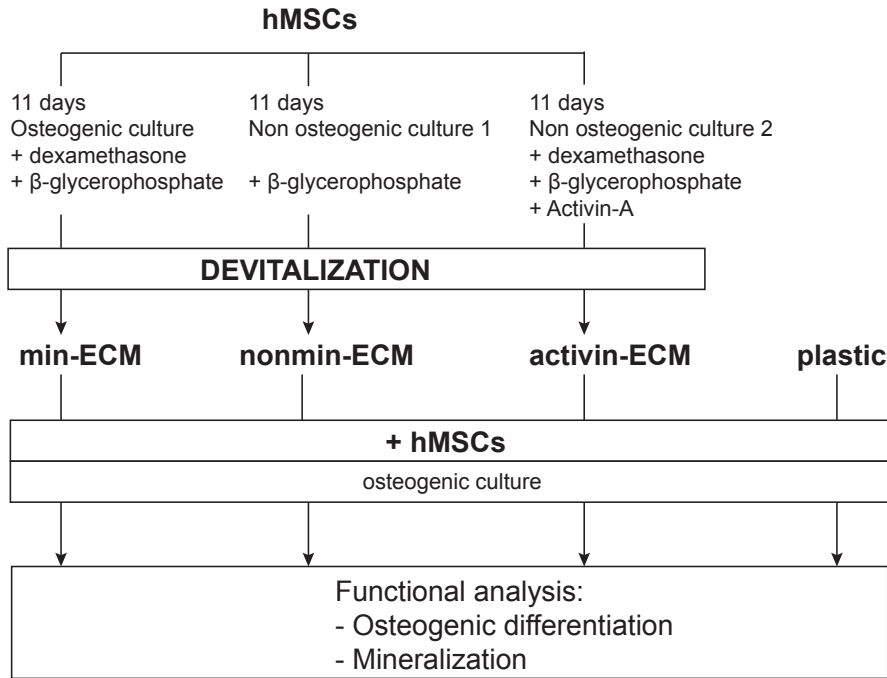 hMSCs
11 days
Osteogenic culture
+ dexamethasone
+ β-glycerophosphate
11 days
Non osteogenic culture 1
+ β-glycerophosphate
11 days
Non osteogenic culture 2
+ dexamethasone
+ β-glycerophosphate
+ Activin-A
DEVITALIZATION
min-ECM
nonmin-ECM
activin-ECM
plastic
+ hMSCs
osteogenic culture
Functional analysis:
- Osteogenic differentiation
- Mineralization